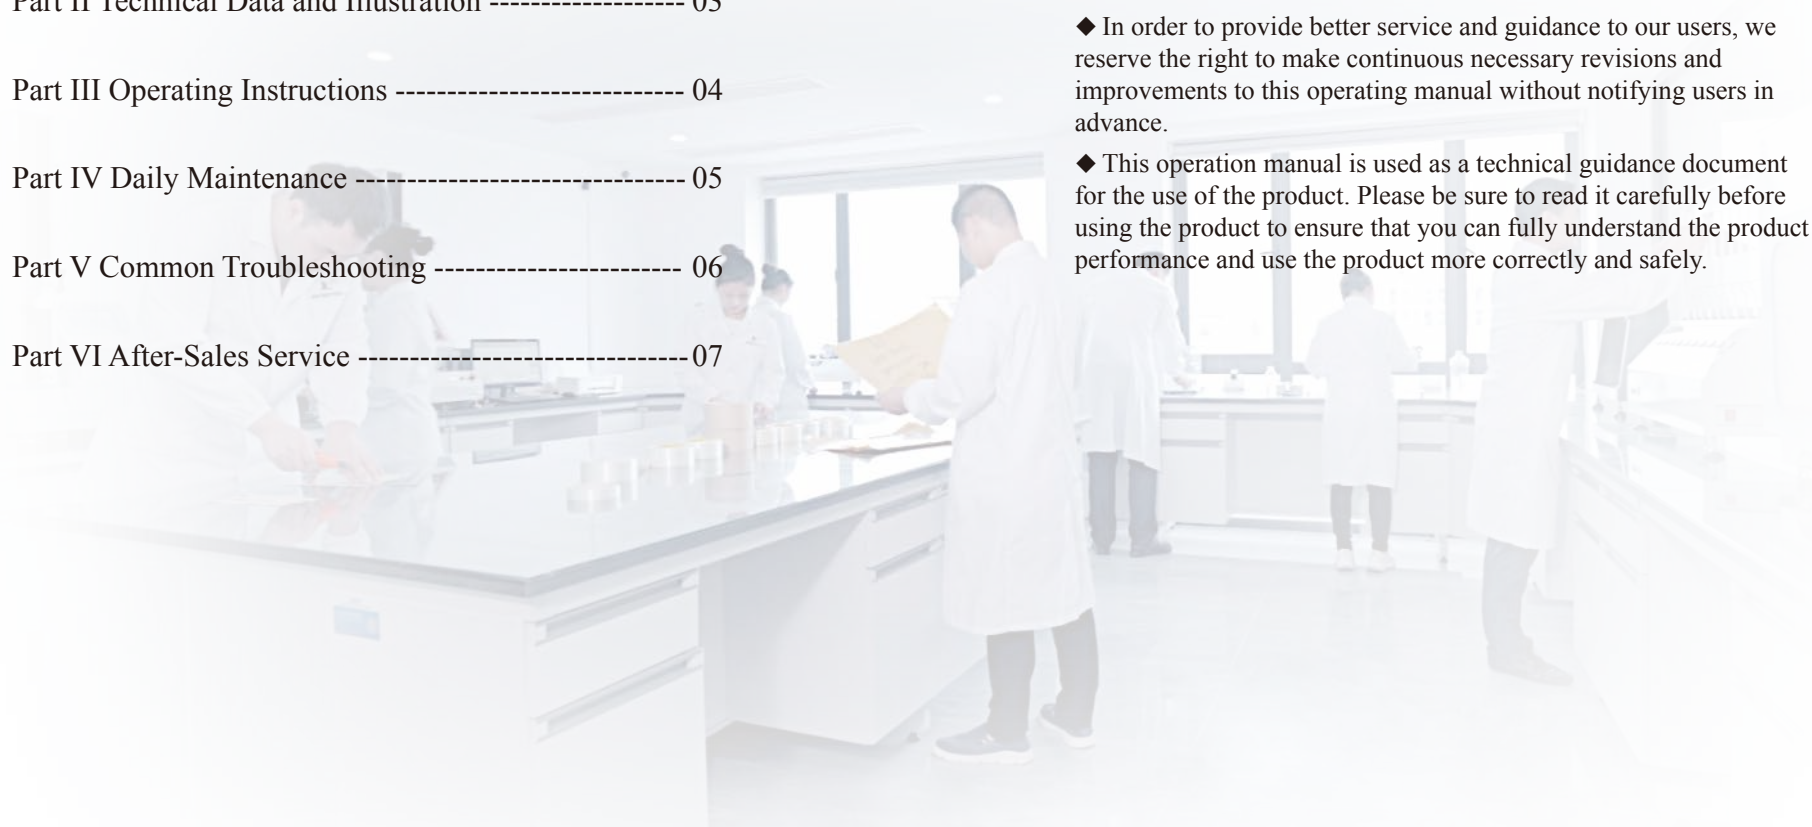 Part II Technical Data and Illustration ------------------- 03
Part III Operating Instructions ---------------------------- 04
Part IV Daily Maintenance -------------------------------- 05
Part V Common Troubleshooting ------------------------ 06
Part VI After-Sales Service -------------------------------- 07
◆ In order to provide better service and guidance to our users, we
reserve the right to make continuous necessary revisions and
improvements to this operating manual without notifying users in
advance.
◆ This operation manual is used as a technical guidance document
for the use of the product. Please be sure to read it carefully before
using the product to ensure that you can fully understand the product
performance and use the product more correctly and safely.